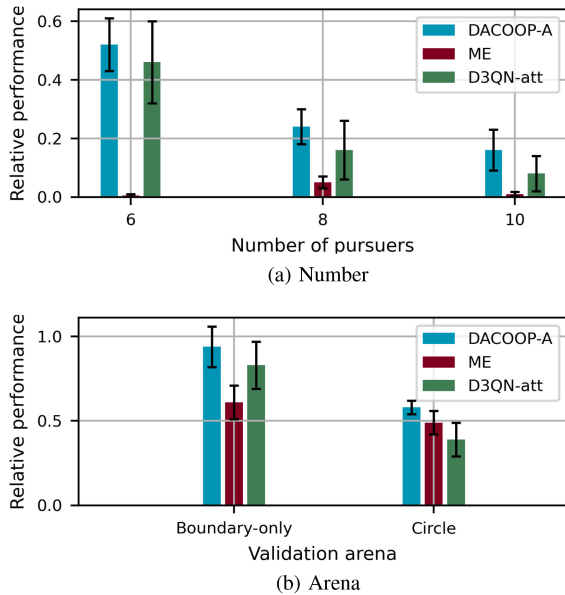 0.6
0.4
0.2
0.0
Relative performance
DACOOP-A
ME
D3QN-att
6
8
10
Number of pursuers
(a) Number
1.0
0.5
0.0
Relative performance
DACOOP-A
ME
D3QN-att
Boundary-only
Circle
Validation arena
(b) Arena